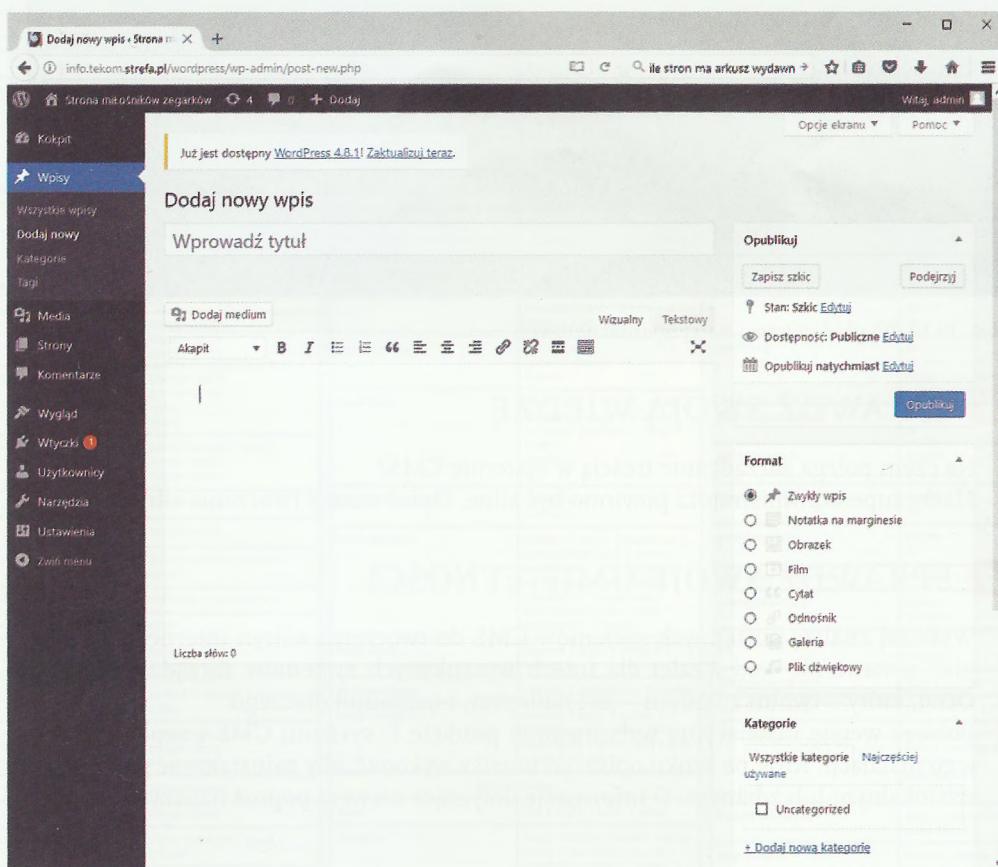 Dodaj nowy wpis ‹ Strona m
info.tekom.strefa.pl/wordpress/wp-admin/post-new.php
ile stron ma arkusz wydawn
Strona miłośników zegarków 4 0 + Dodaj
Witaj, admin
Opcje ekranu
Pomoc
Kokpit
Wpisy
Wszystkie wpisy
Dodaj nowy
Kategorie
Tagi
Media
Strony
Komentarze
Wygląd
Wtyczki 1
Użytkownicy
Narzędzia
Ustawienia
Zwiń menu
Już jest dostępny WordPress 4.8.1! Zaktualizuj teraz.
Dodaj nowy wpis
Wprowadź tytuł
Dodaj medium
Wizualny Tekstowy
Akapit B I
Liczba słów: 0
Opublikuj
Zapisz szkic
Podejrzyj
Stan: Szkic Edytuj
Dostępność: Publiczne Edytuj
Opublikuj natychmiast Edytuj
Opublikuj
Format
Zwykły wpis
Notatka na marginesie
Obrazek
Film
Cytat
Odnośnik
Galeria
Plik dźwiękowy
Kategorie
Wszystkie kategorie Najczęściej
używane
Uncategorized
+ Dodaj nową kategorię